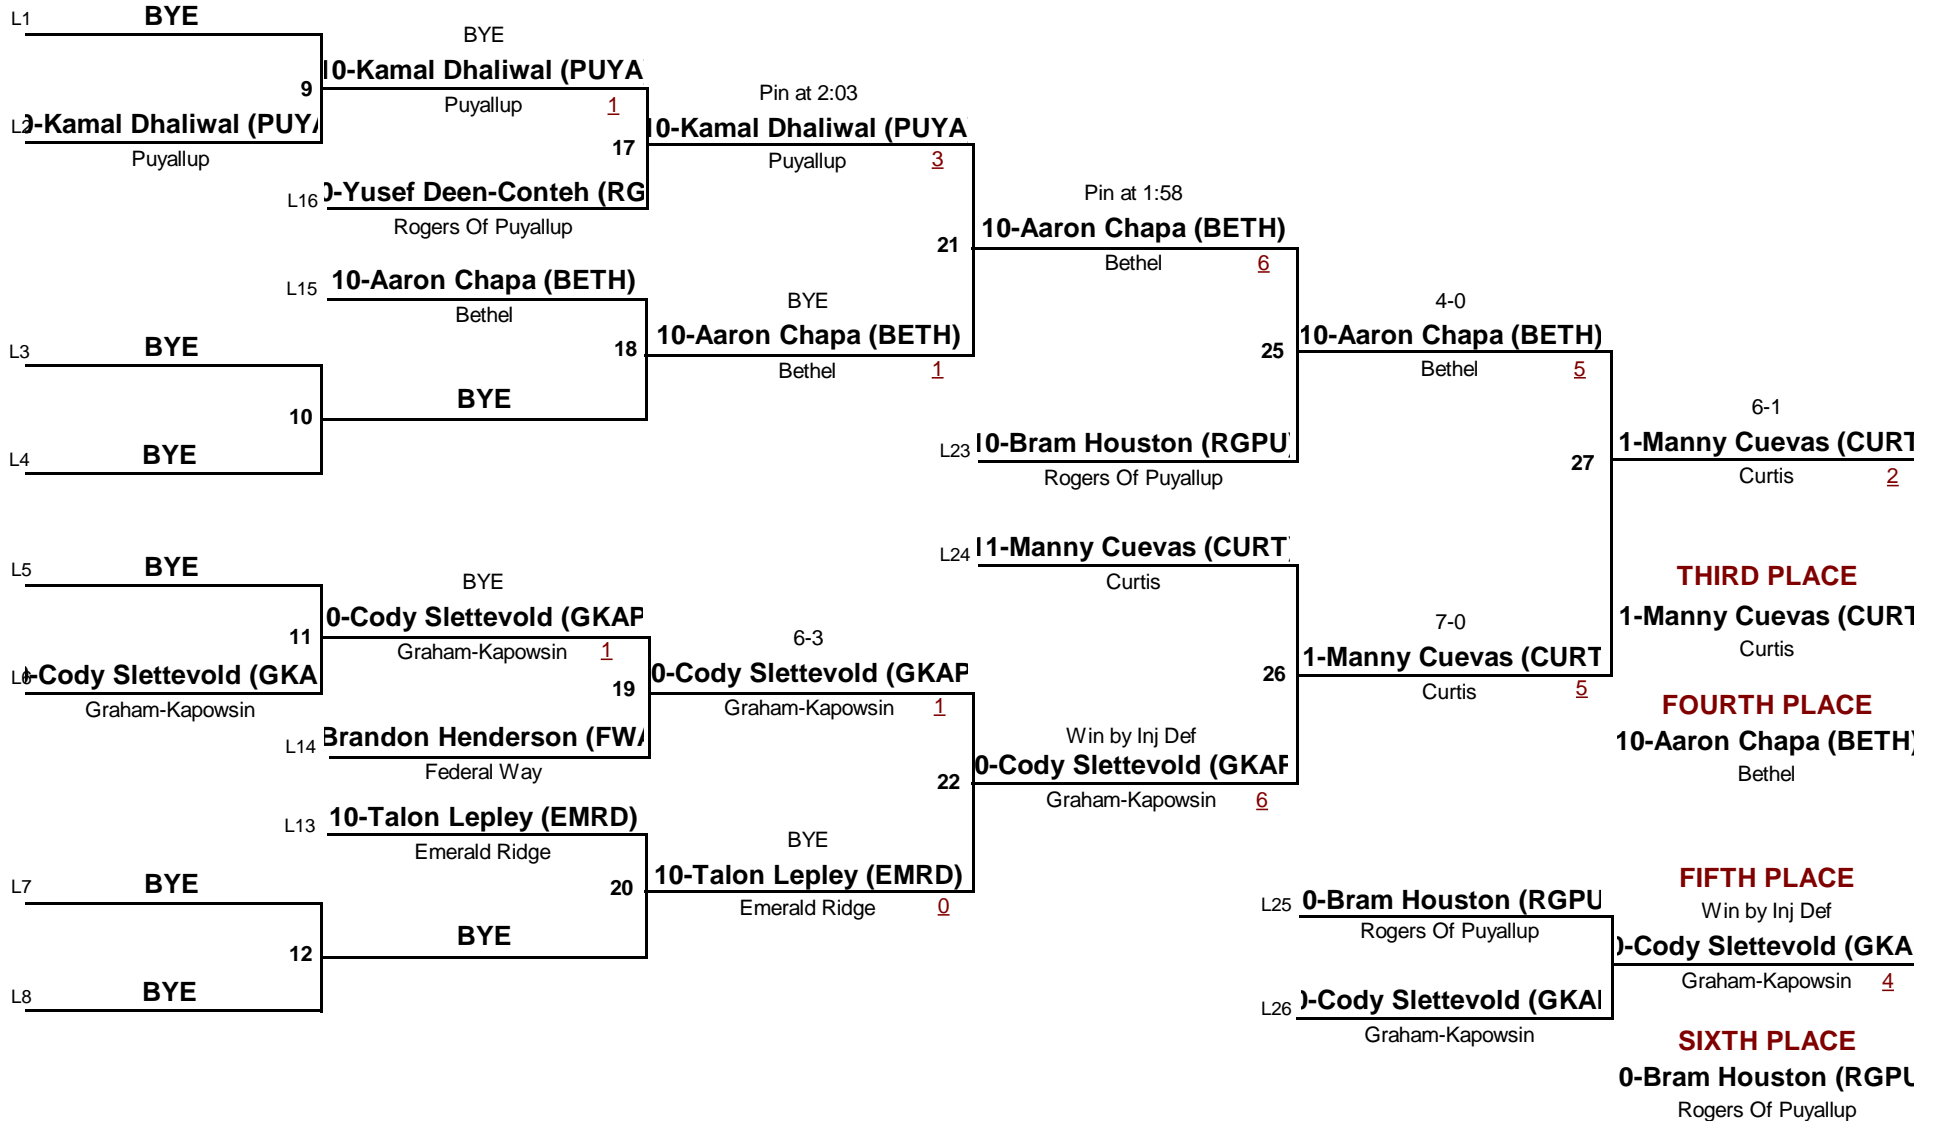 L1 BYE
9
L2 0-Kamal Dhaliwal (PUYA
Puyallup
BYE
10-Kamal Dhaliwal (PUYA
Puyallup 1
17
L16 0-Yusef Deen-Conteh (RG
Rogers Of Puyallup
Pin at 2:03
10-Kamal Dhaliwal (PUYA
Puyallup 3
L15 10-Aaron Chapa (BETH)
Bethel
18
L3 BYE
10
BYE
L4 BYE
BYE
10-Aaron Chapa (BETH)
Bethel 1
21
Pin at 1:58
10-Aaron Chapa (BETH)
Bethel 6
25
L23 10-Bram Houston (RGPU)
Rogers Of Puyallup
4-0
10-Aaron Chapa (BETH)
Bethel 5
27
6-1
1-Manny Cuevas (CURT
Curtis 2
L5 BYE
11
L6 -Cody Slettevold (GKA
Graham-Kapowsin
BYE
0-Cody Slettevold (GKAP
Graham-Kapowsin 1
19
L14 Brandon Henderson (FWA
Federal Way
6-3
0-Cody Slettevold (GKAP
Graham-Kapowsin 1
22
L13 10-Talon Lepley (EMRD)
Emerald Ridge
20
L7 BYE
12
BYE
L8 BYE
BYE
10-Talon Lepley (EMRD)
Emerald Ridge 0
L24 11-Manny Cuevas (CURT)
Curtis
26
Win by Inj Def
0-Cody Slettevold (GKAP
Graham-Kapowsin 6
7-0
1-Manny Cuevas (CURT
Curtis 5
THIRD PLACE
1-Manny Cuevas (CURT
Curtis
FOURTH PLACE
10-Aaron Chapa (BETH)
Bethel
L25 0-Bram Houston (RGPU
Rogers Of Puyallup
L26 0-Cody Slettevold (GKAP
Graham-Kapowsin
FIFTH PLACE
Win by Inj Def
0-Cody Slettevold (GKA
Graham-Kapowsin 4
SIXTH PLACE
0-Bram Houston (RGPU
Rogers Of Puyallup